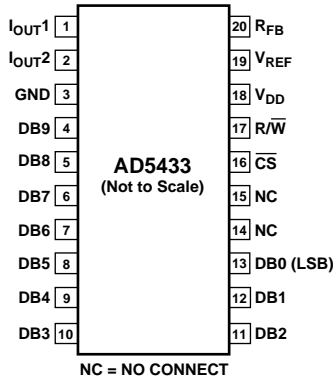 IOUT1 1
IOUT2 2
GND 3
DB9 4
DB8 5
DB7 6
DB6 7
DB5 8
DB4 9
DB3 10
AD5433
(Not to Scale)
20 RFB
19 VREF
18 VDD
17 R/W̅
16 C̅S̅
15 NC
14 NC
13 DB0 (LSB)
12 DB1
11 DB2
NC = NO CONNECT